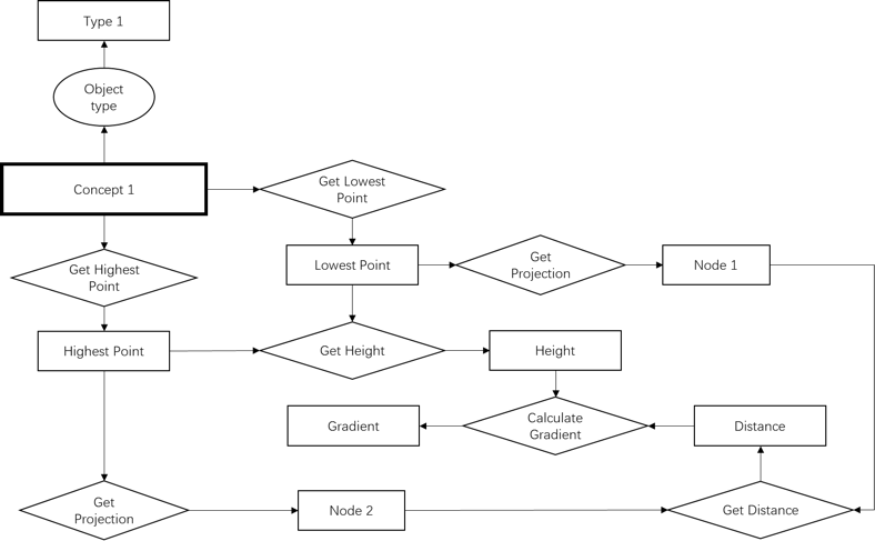 Type 1
Object
type
Concept 1
Get Lowest
Point
Get Highest
Point
Lowest Point
Get
Projection
Node 1
Highest Point
Get Height
Height
Gradient
Calculate
Gradient
Distance
Get
Projection
Node 2
Get Distance